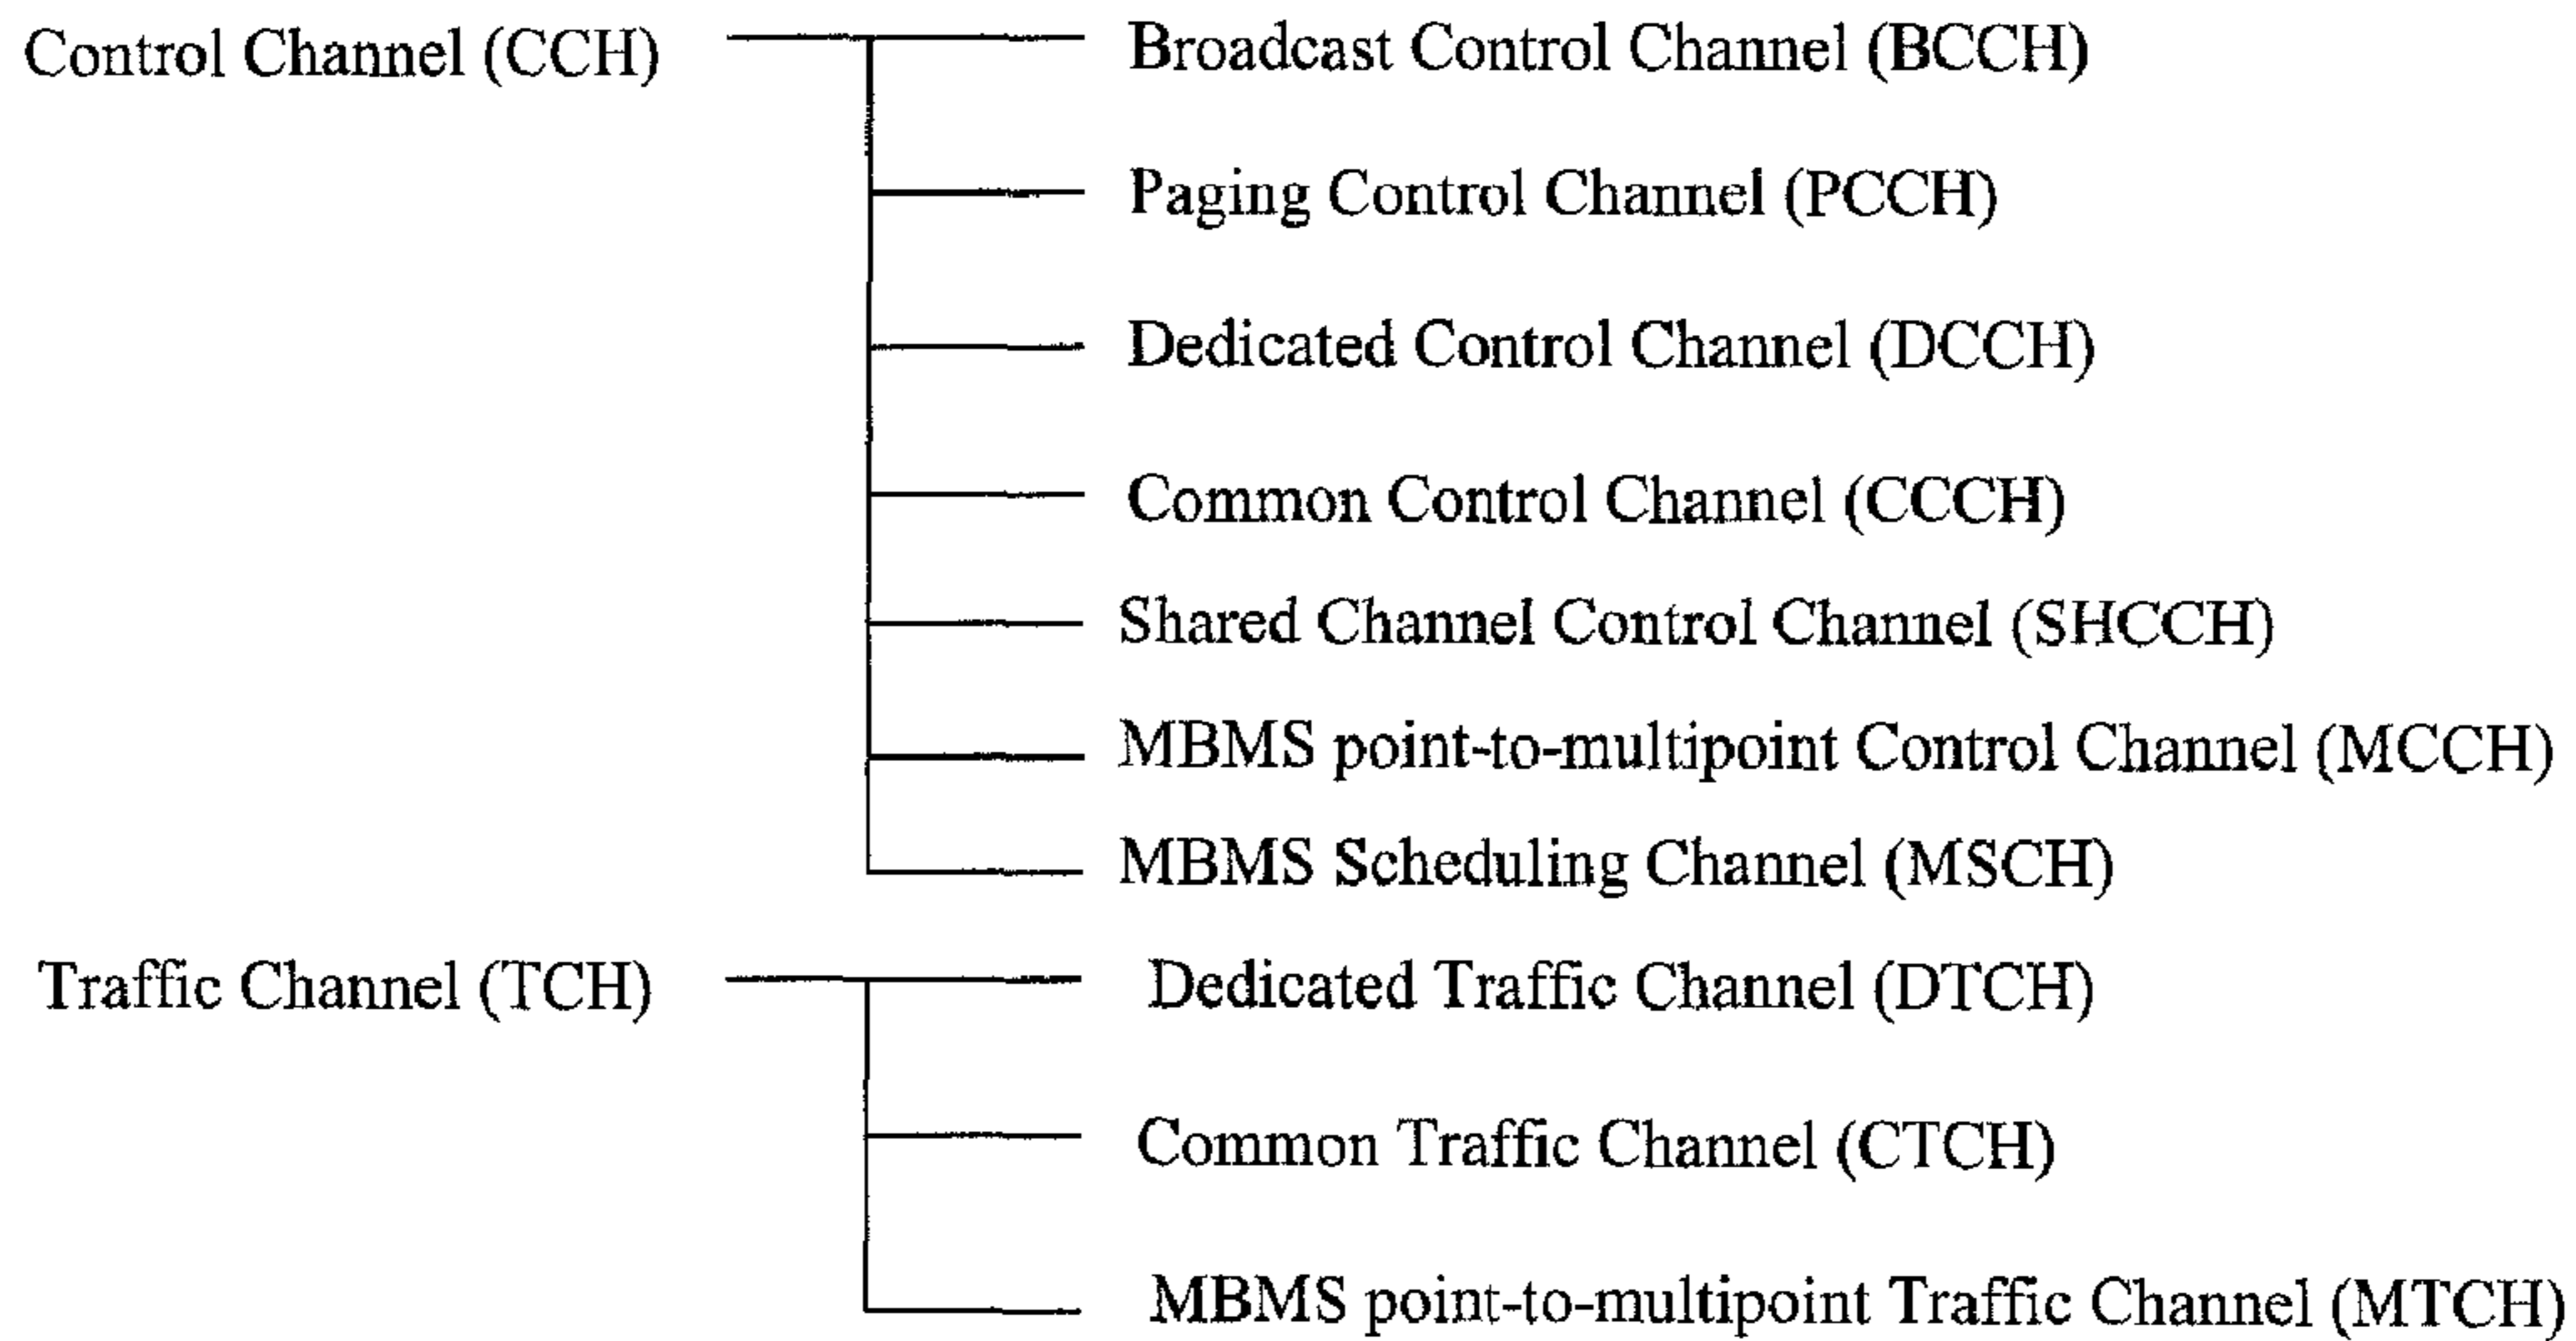 Control Channel (CCH)
Broadcast Control Channel (BCCH)
Paging Control Channel (PCCH)
Dedicated Control Channel (DCCH)
Common Control Channel (CCCH)
Shared Channel Control Channel (SHCCH)
MBMS point-to-multipoint Control Channel (MCCH)
MBMS Scheduling Channel (MSCH)
Traffic Channel (TCH)
Dedicated Traffic Channel (DTCH)
Common Traffic Channel (CTCH)
MBMS point-to-multipoint Traffic Channel (MTCH)